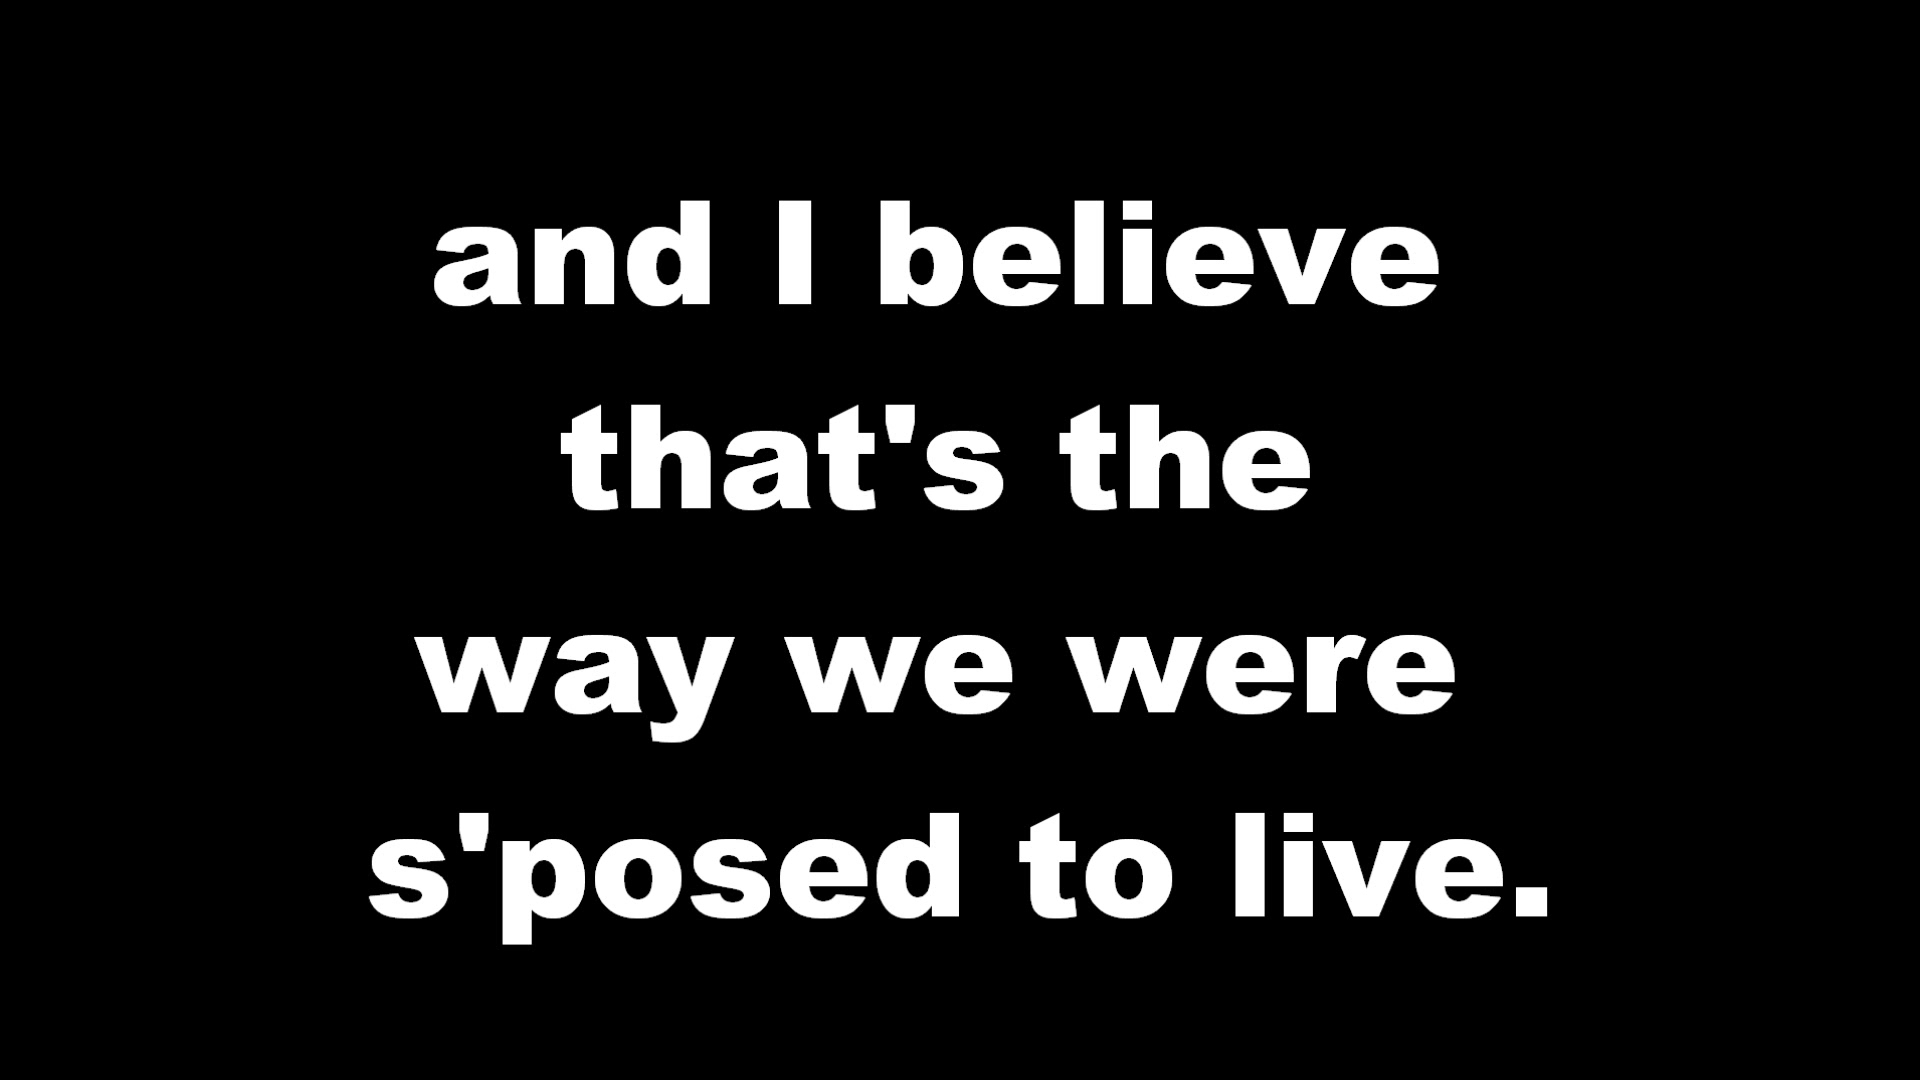 and I believe
that's the
way we were
s'posed to live.